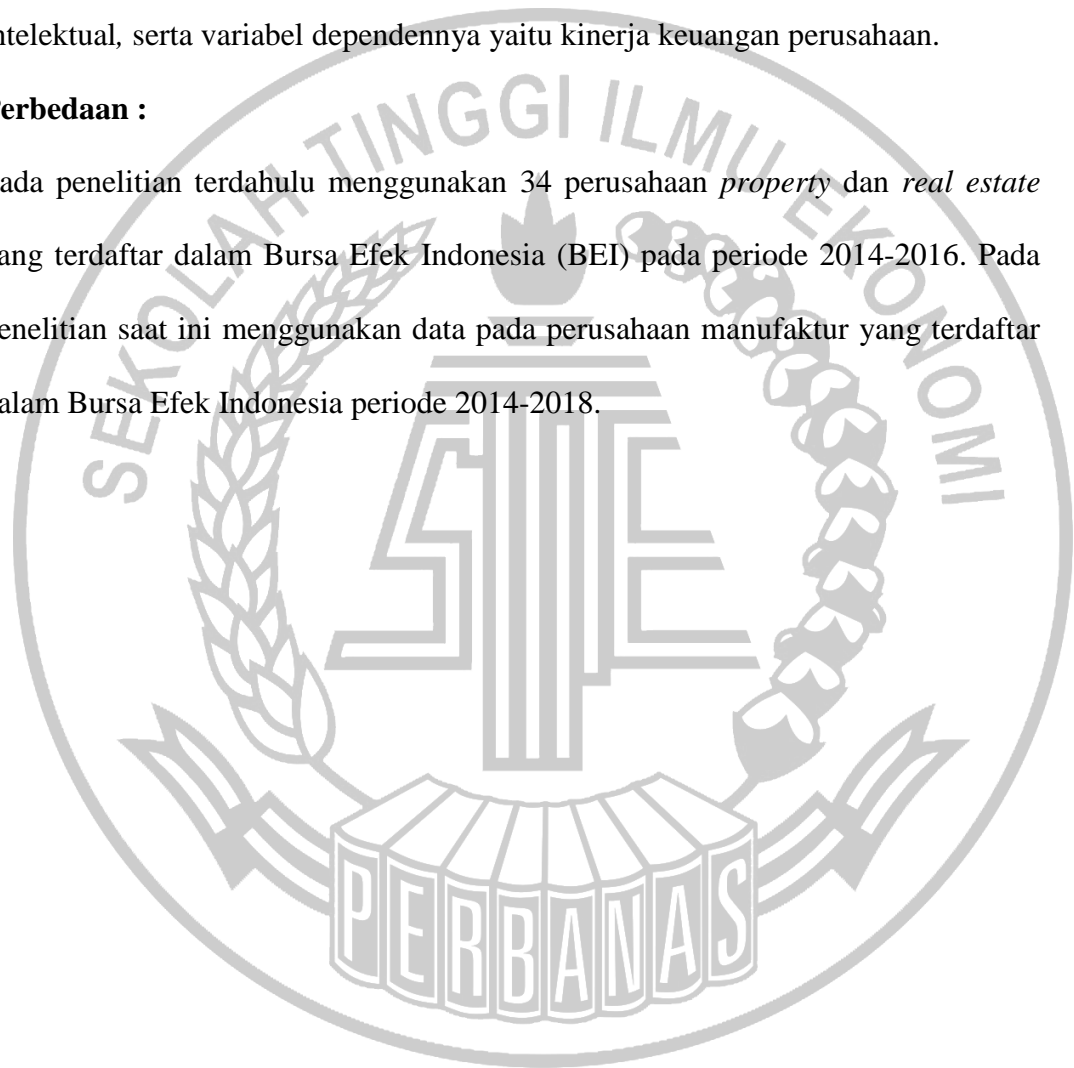 ntelektual, serta variabel dependennya yaitu kinerja keuangan perusahaan.
Perbedaan :
ada penelitian terdahulu menggunakan 34 perusahaan property dan real estate
ang terdaftar dalam Bursa Efek Indonesia (BEI) pada periode 2014-2016. Pada
enelitian saat ini menggunakan data pada perusahaan manufaktur yang terdaftar
alam Bursa Efek Indonesia periode 2014-2018.
SEKOLAH TINGGI ILMU EKONOMI
PERBANAS